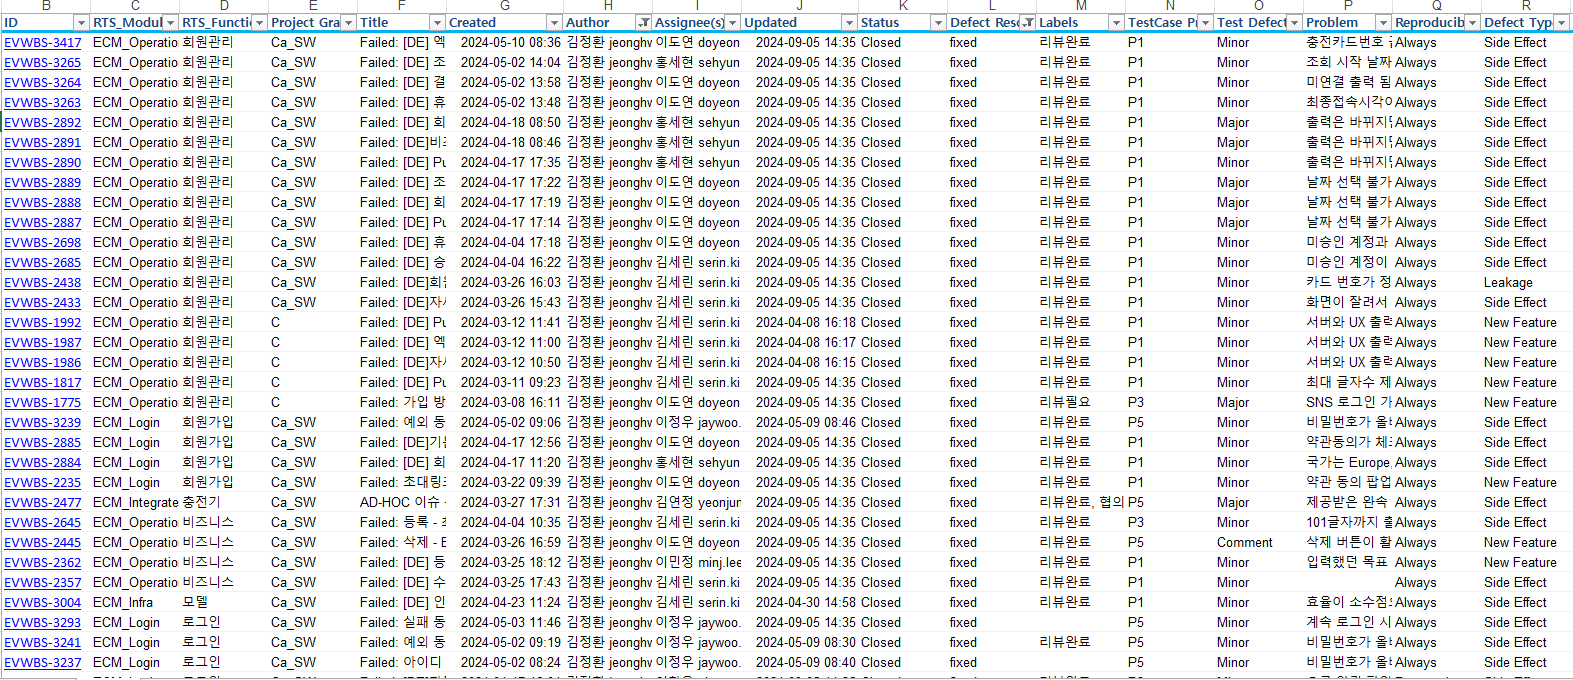 B C D E F G H I J K L M N O P Q R
ID RTS_Modul RTS_Functi Project Gra Title Created Author Assignee(s) Updated Status Defect Res Labels TestCase P Test Defect Problem Reproducib Defect Typ
EVWBS-3417 ECM_Operation 회원관리 Ca_SW Failed: [DE] 엑 2024-05-10 08:36 김정환 jeongh 이도연 doyeon 2024-09-05 14:35 Closed fixed 리뷰완료 P1 Minor 충전카드번호 Always Side Effect
EVWBS-3265 ECM_Operation 회원관리 Ca_SW Failed: [DE] 조 2024-05-02 14:04 김정환 jeongh 홍세현 sehyun 2024-09-05 14:35 Closed fixed 리뷰완료 P1 Minor 조회 시작 날짜 Always Side Effect
EVWBS-3264 ECM_Operation 회원관리 Ca_SW Failed: [DE] 결 2024-05-02 13:58 김정환 jeongh 이도연 doyeon 2024-09-05 14:35 Closed fixed 리뷰완료 P1 Minor 미연결 출력 됨 Always Side Effect
EVWBS-3263 ECM_Operation 회원관리 Ca_SW Failed: [DE] 휴 2024-05-02 13:48 김정환 jeongh 이도연 doyeon 2024-09-05 14:35 Closed fixed 리뷰완료 P1 Minor 최종접속시각이 Always Side Effect
EVWBS-2892 ECM_Operation 회원관리 Ca_SW Failed: [DE] 회 2024-04-18 08:50 김정환 jeongh 홍세현 sehyun 2024-09-05 14:35 Closed fixed 리뷰완료 P1 Major 출력은 바뀌지 Always Side Effect
EVWBS-2891 ECM_Operation 회원관리 Ca_SW Failed: [DE]비 2024-04-18 08:46 김정환 jeongh 홍세현 sehyun 2024-09-05 14:35 Closed fixed 리뷰완료 P1 Major 출력은 바뀌지 Always Side Effect
EVWBS-2890 ECM_Operation 회원관리 Ca_SW Failed: [DE] Pu 2024-04-17 17:35 김정환 jeongh 홍세현 sehyun 2024-09-05 14:35 Closed fixed 리뷰완료 P1 Minor 출력은 바뀌지 Always Side Effect
EVWBS-2889 ECM_Operation 회원관리 Ca_SW Failed: [DE] 조 2024-04-17 17:22 김정환 jeongh 이도연 doyeon 2024-09-05 14:35 Closed fixed 리뷰완료 P1 Major 날짜 선택 불가 Always Side Effect
EVWBS-2888 ECM_Operation 회원관리 Ca_SW Failed: [DE] 회 2024-04-17 17:19 김정환 jeongh 이도연 doyeon 2024-09-05 14:35 Closed fixed 리뷰완료 P1 Major 날짜 선택 불가 Always Side Effect
EVWBS-2887 ECM_Operation 회원관리 Ca_SW Failed: [DE] Pu 2024-04-17 17:14 김정환 jeongh 이도연 doyeon 2024-09-05 14:35 Closed fixed 리뷰완료 P1 Major 날짜 선택 불가 Always Side Effect
EVWBS-2698 ECM_Operation 회원관리 Ca_SW Failed: [DE] 휴 2024-04-04 17:18 김정환 jeongh 이도연 doyeon 2024-09-05 14:35 Closed fixed 리뷰완료 P1 Minor 미승인 계정과 Always Side Effect
EVWBS-2685 ECM_Operation 회원관리 Ca_SW Failed: [DE] 승 2024-04-04 16:22 김정환 jeongh 김세린 serin.ki 2024-09-05 14:35 Closed fixed 리뷰완료 P1 Minor 미승인 계정이 Always Side Effect
EVWBS-2438 ECM_Operation 회원관리 Ca_SW Failed: [DE]회 2024-03-26 16:03 김정환 jeongh 김세린 serin.ki 2024-09-05 14:35 Closed fixed 리뷰완료 P1 Minor 카드 번호가 정 Always Leakage
EVWBS-2433 ECM_Operation 회원관리 Ca_SW Failed: [DE]자 2024-03-26 15:43 김정환 jeongh 김세린 serin.ki 2024-09-05 14:35 Closed fixed 리뷰완료 P1 Minor 화면이 잘려서 Always Side Effect
EVWBS-1992 ECM_Operation 회원관리 C Failed: [DE] Pu 2024-03-12 11:41 김정환 jeongh 김세린 serin.ki 2024-04-08 16:18 Closed fixed 리뷰완료 P1 Minor 서버와 UX 출력 Always New Feature
EVWBS-1987 ECM_Operation 회원관리 C Failed: [DE] 엑 2024-03-12 11:00 김정환 jeongh 김세린 serin.ki 2024-04-08 16:17 Closed fixed 리뷰완료 P1 Minor 서버와 UX 출력 Always New Feature
EVWBS-1986 ECM_Operation 회원관리 C Failed: [DE]자 2024-03-12 10:50 김정환 jeongh 김세린 serin.ki 2024-04-08 16:15 Closed fixed 리뷰완료 P1 Minor 서버와 UX 출력 Always New Feature
EVWBS-1817 ECM_Operation 회원관리 C Failed: [DE] Pu 2024-03-11 09:23 김정환 jeongh 김세린 serin.ki 2024-09-05 14:35 Closed fixed 리뷰완료 P1 Minor 최대 글자수 제 Always New Feature
EVWBS-1775 ECM_Operation 회원관리 C Failed: 가입 방 2024-03-08 16:11 김정환 jeongh 이도연 doyeon 2024-09-05 14:35 Closed fixed 리뷰필요 P3 Major SNS 로그인 가 Always New Feature
EVWBS-3239 ECM_Login 회원가입 Ca_SW Failed: 예외 동 2024-05-02 09:06 김정환 jeongh 이정우 jaywoo. 2024-05-09 08:46 Closed fixed 리뷰완료 P5 Minor 비밀번호가 올 Always Side Effect
EVWBS-2885 ECM_Login 회원가입 Ca_SW Failed: [DE]기 2024-04-17 12:56 김정환 jeongh 이도연 doyeon 2024-09-05 14:35 Closed fixed 리뷰완료 P1 Minor 약관동의가 체 Always Side Effect
EVWBS-2884 ECM_Login 회원가입 Ca_SW Failed: [DE] 회 2024-04-17 11:20 김정환 jeongh 홍세현 sehyun 2024-09-05 14:35 Closed fixed 리뷰완료 P1 Minor 국가는 Europe, Always Side Effect
EVWBS-2235 ECM_Login 회원가입 Ca_SW Failed: 초대링 2024-03-22 09:39 김정환 jeongh 이도연 doyeon 2024-09-05 14:35 Closed fixed 리뷰완료 P1 Minor 약관 동의 팝업 Always New Feature
EVWBS-2477 ECM_Integrate 충전기 Ca_SW AD-HOC 이슈 2024-03-27 17:31 김정환 jeongh 김연정 yeonjun 2024-09-05 14:35 Closed fixed 리뷰완료, 협의 P5 Major 제공받은 완속 Always Side Effect
EVWBS-2645 ECM_Operation 비즈니스 Ca_SW Failed: 등록 - 2024-04-04 10:35 김정환 jeongh 김세린 serin.ki 2024-09-05 14:35 Closed fixed 리뷰완료 P3 Minor 101글자까지 Always Side Effect
EVWBS-2445 ECM_Operation 비즈니스 Ca_SW Failed: 삭제 - E 2024-03-26 16:59 김정환 jeongh 김세린 serin.ki 2024-09-05 14:35 Closed fixed 리뷰완료 P5 Comment 삭제 버튼이 활 Always New Feature
EVWBS-2362 ECM_Operation 비즈니스 Ca_SW Failed: [DE] 등 2024-03-25 18:12 김정환 jeongh 이민정 minj.lee 2024-09-05 14:35 Closed fixed 리뷰완료 P1 Minor 입력했던 목표 Always New Feature
EVWBS-2357 ECM_Operation 비즈니스 Ca_SW Failed: [DE] 수 2024-03-25 17:43 김정환 jeongh 김세린 serin.ki 2024-09-05 14:35 Closed fixed 리뷰완료 P1 Minor Always Side Effect
EVWBS-3004 ECM_Infra 모델 Ca_SW Failed: [DE] 인 2024-04-23 11:24 김정환 jeongh 김세린 serin.ki 2024-04-30 14:58 Closed fixed 리뷰완료 P1 Minor 효율이 소수점 Always Side Effect
EVWBS-3293 ECM_Login 로그인 Ca_SW Failed: 실패 동 2024-05-03 11:46 김정환 jeongh 이정우 jaywoo. 2024-09-05 14:35 Closed fixed P5 Minor 계속 로그인 시 Always Side Effect
EVWBS-3241 ECM_Login 로그인 Ca_SW Failed: 예외 동 2024-05-02 09:19 김정환 jeongh 이정우 jaywoo. 2024-05-09 08:30 Closed fixed 리뷰완료 P5 Minor 비밀번호가 올 Always Side Effect
EVWBS-3237 ECM_Login 로그인 Ca_SW Failed: 아이디 2024-05-02 08:24 김정환 jeongh 이정우 jaywoo. 2024-05-09 08:40 Closed fixed P5 Minor 비밀번호가 올 Always Side Effect